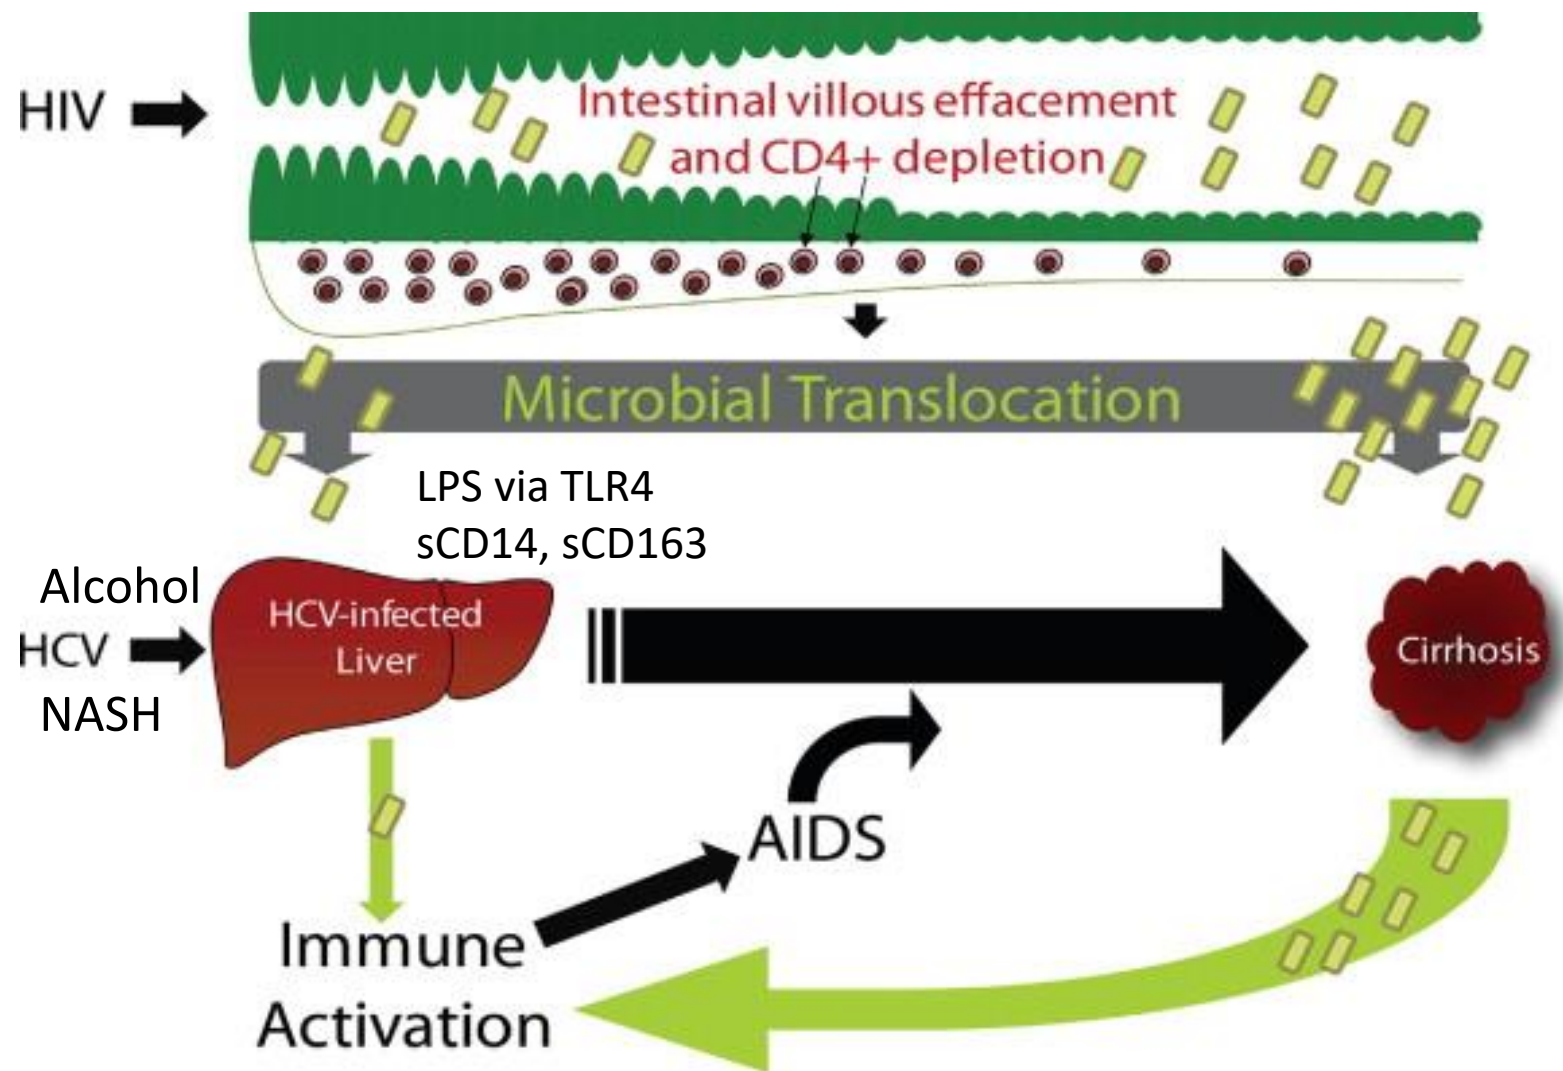 HIV
Intestinal villous effacement
and CD4+ depletion
Microbial Translocation
LPS via TLR4
sCD14, sCD163
Alcohol
HCV
NASH
HCV-infected
Liver
Cirrhosis
AIDS
Immune
Activation